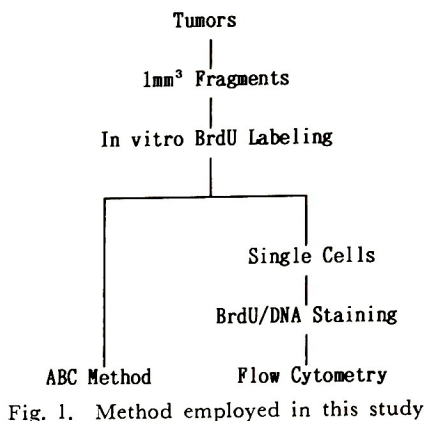 Tumors
1mm³ Fragments
In vitro BrdU Labeling
Single Cells
BrdU/DNA Staining
ABC Method Flow Cytometry
Fig. 1. Method employed in this study